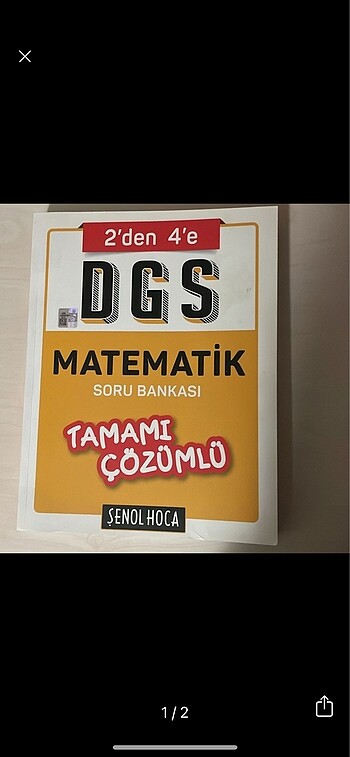 2'den 4'e
DGS
MATEMATİK
SORU BANKASI
TAMAMI
ÇÖZÜMLÜ
ŞENOL HOCA
1/2